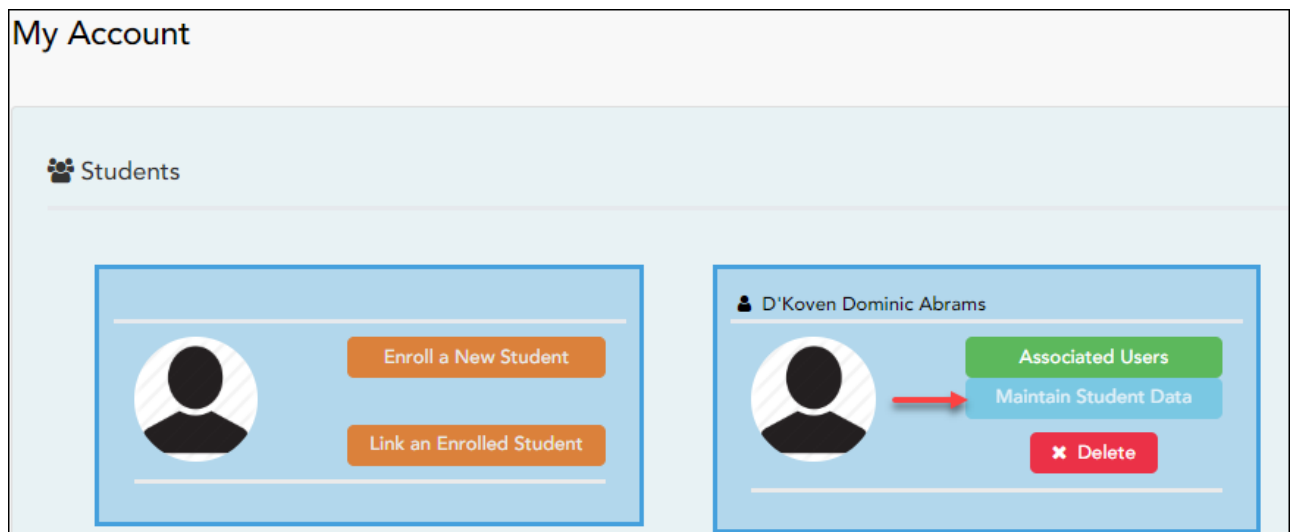 My Account
Students
Enroll a New Student
Link an Enrolled Student
D'Koven Dominic Abrams
Associated Users
Maintain Student Data
Delete